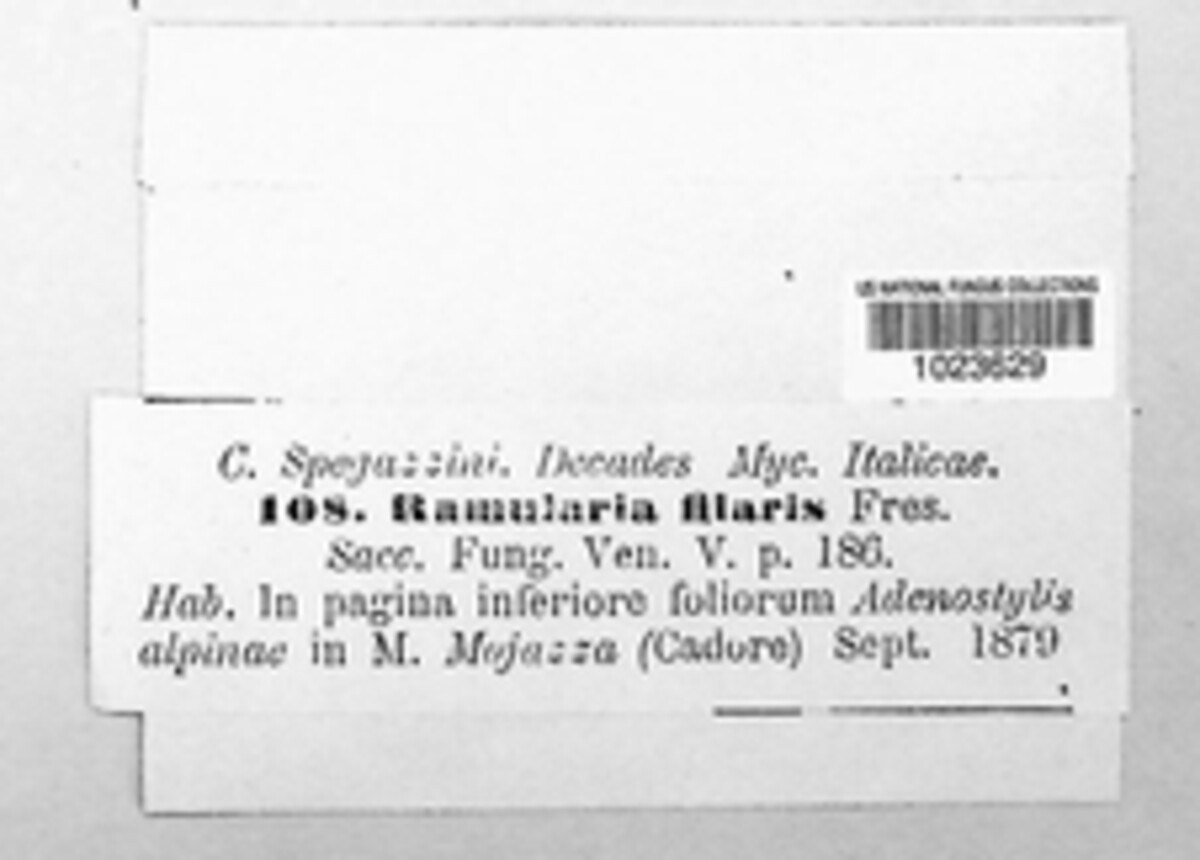 US NATIONAL FUNGUS COLLECTIONS
1023629
C. Spegazzini. Decades Myc. Italicae.
108. Ramularia filaris Fres.
Sacc. Fung. Ven. V. p. 186.
Hab. In pagina inferiore foliorum Adenostylis
alpinae in M. Mojazza (Cadore) Sept. 1879